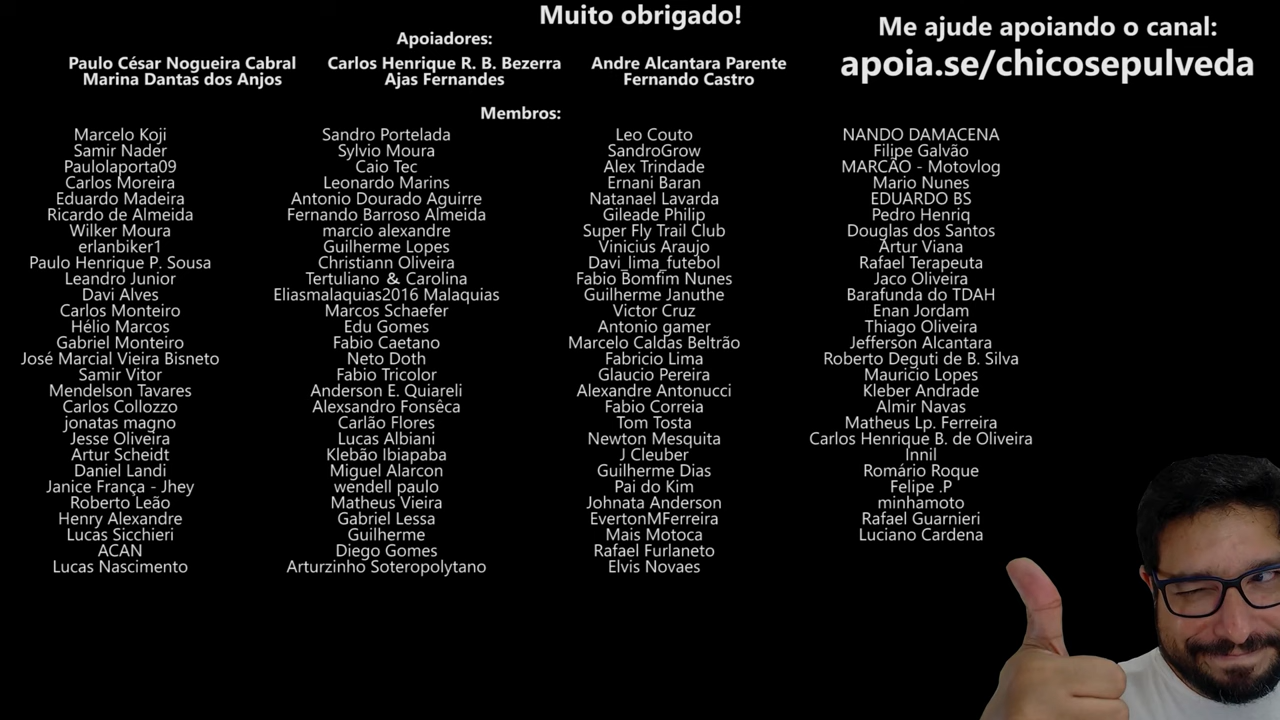 Muito obrigado!
Apoiadores:
Paulo César Nogueira Cabral
Marina Dantas dos Anjos
Carlos Henrique R. B. Bezerra
Ajas Fernandes
Andre Alcantara Parente
Fernando Castro
Me ajude apoiando o canal:
apoia.se/chicosepulveda
Membros:
Marcelo Koji
Samir Nader
Paulolaporta09
Carlos Moreira
Eduardo Madeira
Ricardo de Almeida
Wilker Moura
erlanbiker1
Paulo Henrique P. Sousa
Leandro Junior
Davi Alves
Carlos Monteiro
Hélio Marcos
Gabriel Monteiro
José Marcial Vieira Bisneto
Samir Vitor
Mendelson Tavares
Carlos Collozzo
jonatas magno
Jesse Oliveira
Artur Scheidt
Daniel Landi
Janice França - Jhey
Roberto Leão
Henry Alexandre
Lucas Sicchieri
ACAN
Lucas Nascimento
Sandro Portelada
Sylvio Moura
Caio Tec
Leonardo Marins
Antonio Dourado Aguirre
Fernando Barroso Almeida
marcio alexandre
Guilherme Lopes
Christiann Oliveira
Tertuliano & Carolina
Eliasmalaquias2016 Malaquias
Marcos Schaefer
Edu Gomes
Fabio Caetano
Neto Doth
Fabio Tricolor
Anderson E. Quiareli
Alexsandro Fonsêca
Carlão Flores
Lucas Albiani
Klebão Ibiapaba
Miguel Alarcon
wendell paulo
Matheus Vieira
Gabriel Lessa
Guilherme
Diego Gomes
Arturzinho Soteropolytano
Leo Couto
SandroGrow
Alex Trindade
Ernani Baran
Natanael Lavarda
Gileade Philip
Super Fly Trail Club
Vinicius Araujo
Davi_lima_futebol
Fabio Bomfim Nunes
Guilherme Januthe
Victor Cruz
Antonio gamer
Marcelo Caldas Beltrão
Fabricio Lima
Glaucio Pereira
Alexandre Antonucci
Fabio Correia
Tom Tosta
Newton Mesquita
J Cleuber
Guilherme Dias
Pai do Kim
Johnata Anderson
EvertonMFerreira
Mais Motoca
Rafael Furlaneto
Elvis Novaes
NANDO DAMACENA
Filipe Galvão
MARCÃO - Motovlog
Mario Nunes
EDUARDO BS
Pedro Henriq
Douglas dos Santos
Artur Viana
Rafael Terapeuta
Jaco Oliveira
Barafunda do TDAH
Enan Jordam
Thiago Oliveira
Jefferson Alcantara
Roberto Deguti de B. Silva
Mauricio Lopes
Kleber Andrade
Almir Navas
Matheus Lp. Ferreira
Carlos Henrique B. de Oliveira
Innil
Romário Roque
Felipe .P
minhamoto
Rafael Guarnieri
Luciano Cardena